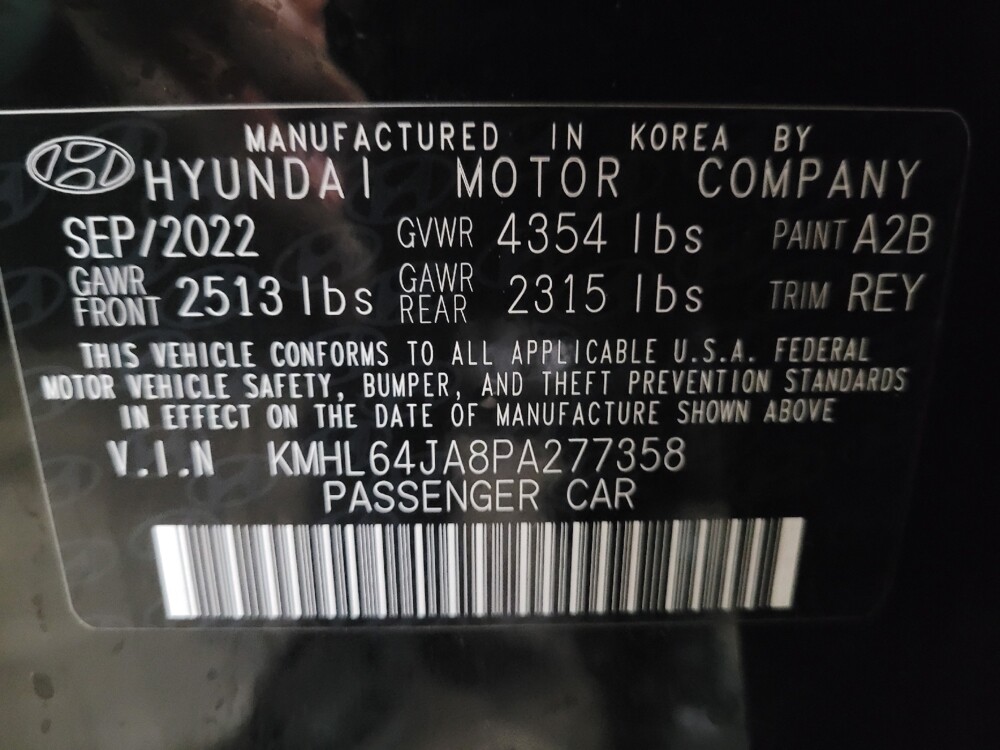 MANUFACTURED IN KOREA BY
HYUNDAI MOTOR COMPANY
SEP/2022 GVWR 4354 lbs PAINT A2B
GAWR FRONT 2513 lbs GAWR REAR 2315 lbs TRIM REY
THIS VEHICLE CONFORMS TO ALL APPLICABLE U.S.A. FEDERAL
MOTOR VEHICLE SAFETY, BUMPER, AND THEFT PREVENTION STANDARDS
IN EFFECT ON THE DATE OF MANUFACTURE SHOWN ABOVE
V.I.N KMHL64JA8PA277358
PASSENGER CAR